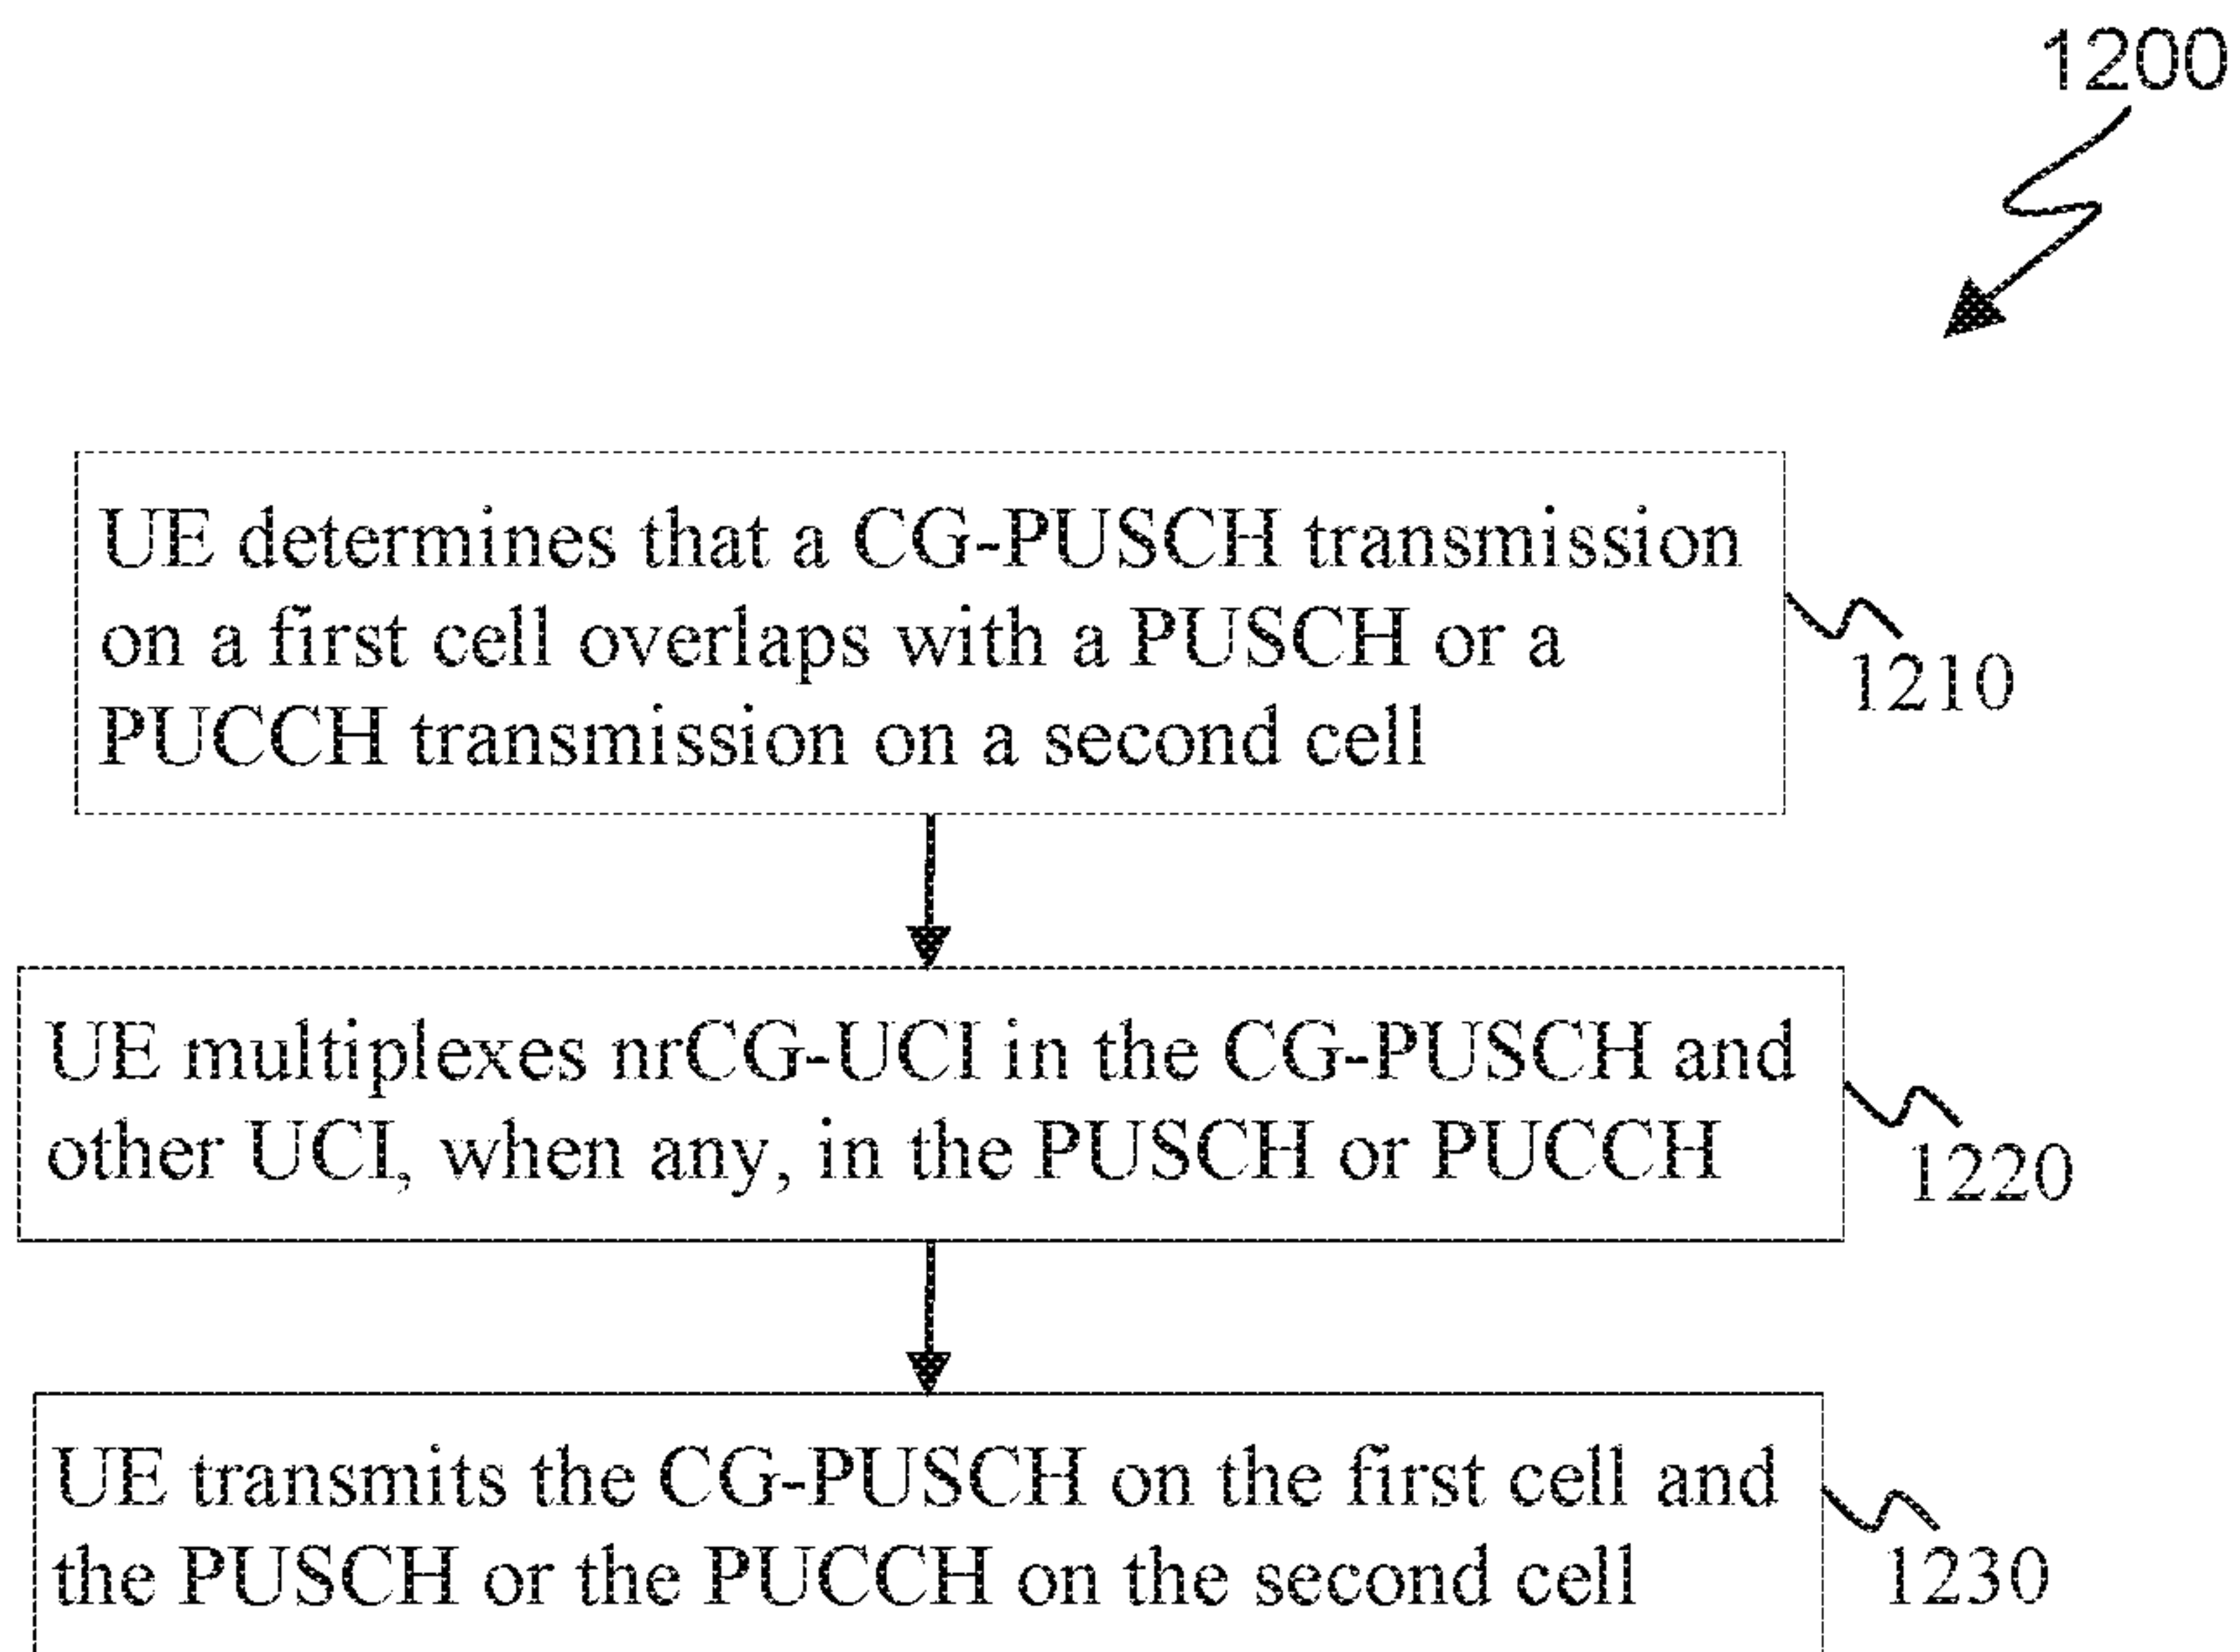 1200
UE determines that a CG-PUSCH transmission
on a first cell overlaps with a PUSCH or a
PUCCH transmission on a second cell
1210
UE multiplexes nrCG-UCI in the CG-PUSCH and
other UCI, when any, in the PUSCH or PUCCH
1220
UE transmits the CG-PUSCH on the first cell and
the PUSCH or the PUCCH on the second cell
1230